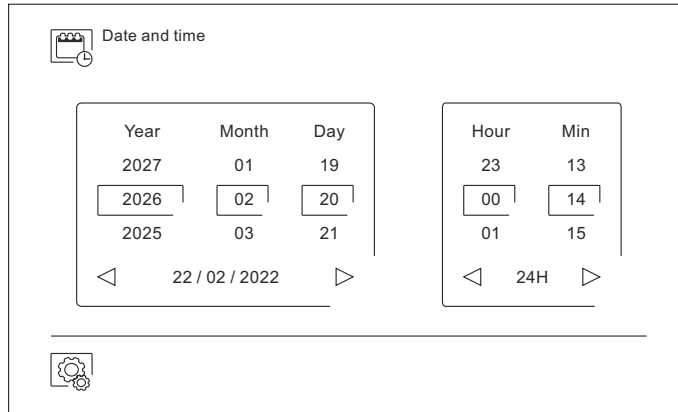 Date and time
Year Month Day Hour Min
2027 01 19 23 13
2026 02 20 00 14
2025 03 21 01 15
22 / 02 / 2022 24H